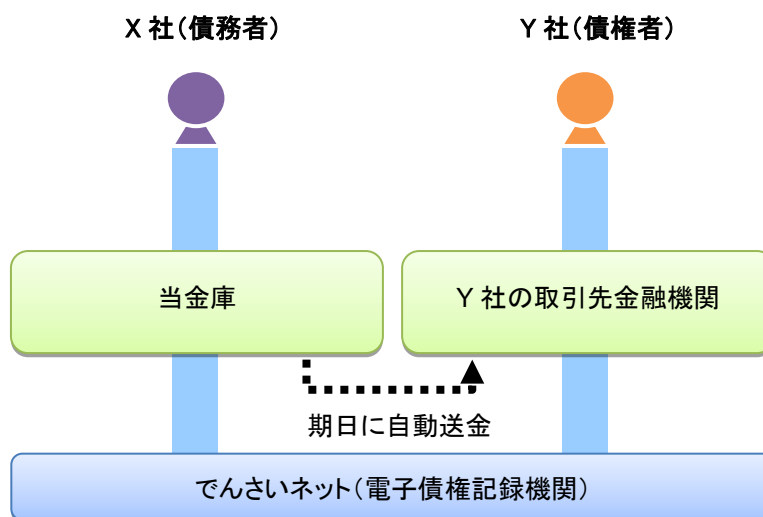 X 社（債務者）
Y 社（債権者）
当金庫
Y 社の取引先金融機関
期日に自動送金
でんさいネット（電子債権記録機関）